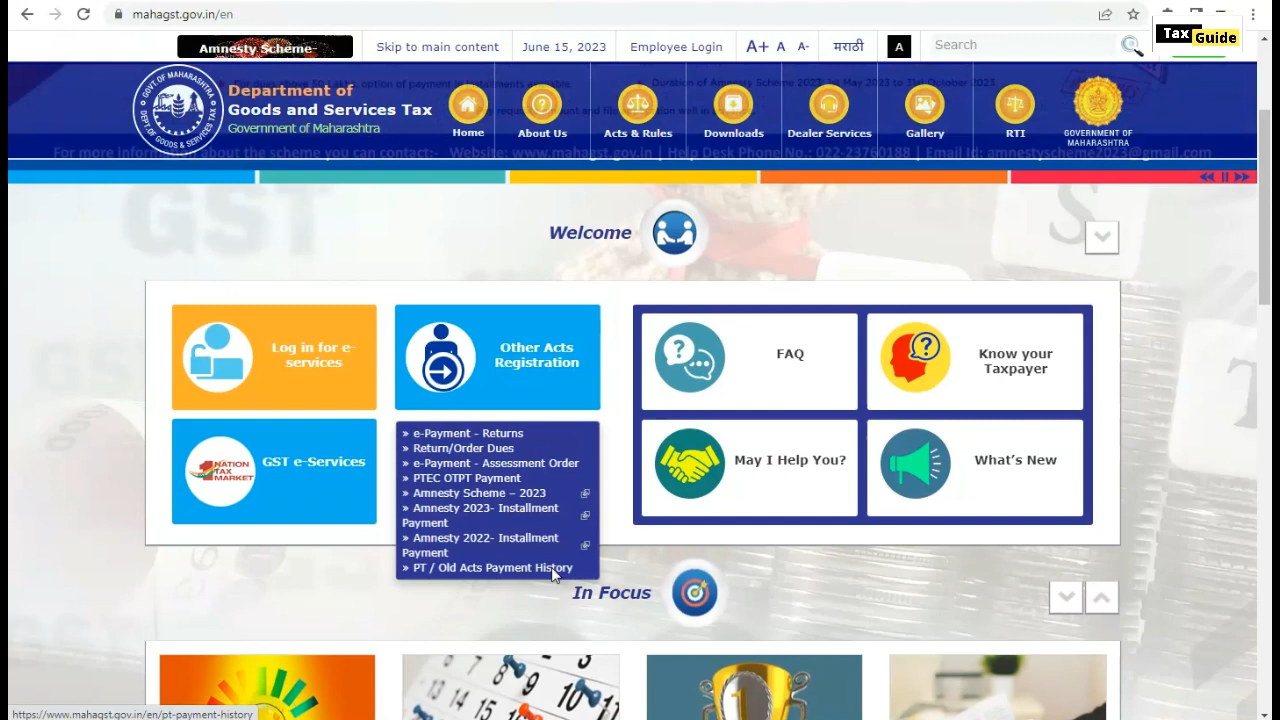 mahagst.gov.in/en
Tax Guide
Amnesty Scheme-
Skip to main content
June 15, 2023
Employee Login
A+ A A-
मराठी
A
Search
Department of
Goods and Services Tax
Government of Maharashtra
Home
About Us
Acts & Rules
Downloads
Dealer Services
Gallery
RTI
GOVERNMENT OF
MAHARASHTRA
For more information about the scheme you can contact:- Website: www.mahagst.gov.in | Help Desk Phone No.: 022-23760188 | Email Id: amnestyscheme2023@gmail.com
GST
Welcome
Log in for e-
services
Other Acts
Registration
FAQ
Know your
Taxpayer
NATION
TAX
MARKET
GST e-Services
» e-Payment - Returns
» Return/Order Dues
» e-Payment - Assessment Order
» PTEC OTPT Payment
» Amnesty Scheme – 2023
» Amnesty 2023- Installment
Payment
» Amnesty 2022- Installment
Payment
» PT / Old Acts Payment History
May I Help You?
What's New
In Focus
https://www.mahagst.gov.in/en/pt-payment-history